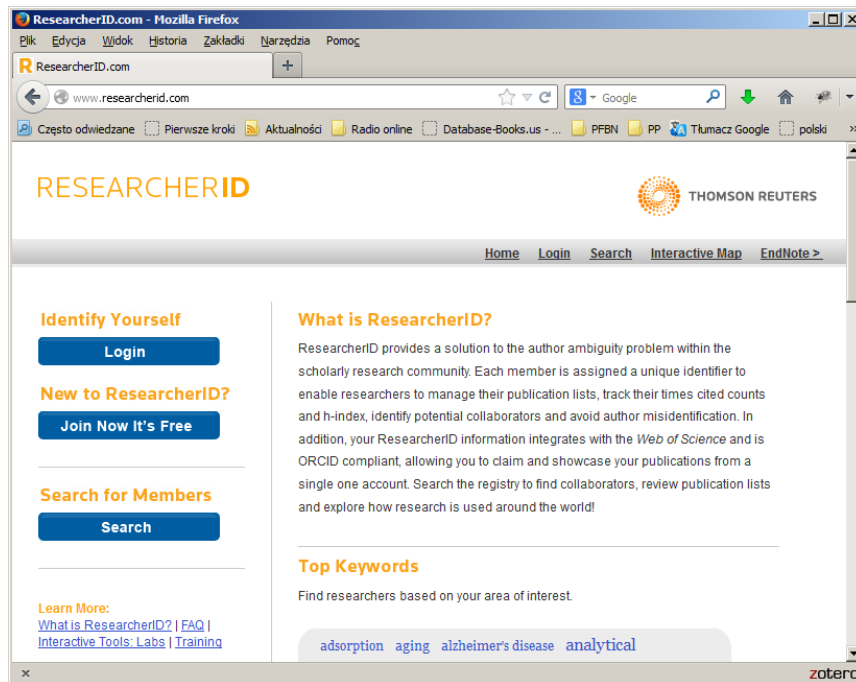 ResearcherID.com - Mozilla Firefox
Plik Edycja Widok Historia Zakładki Narzędzia Pomoc
ResearcherID.com
www.researcherid.com
Google
Często odwiedzane Pierwsze kroki Aktualności Radio online Database-Books.us - ... PFBN PP Tłumacz Google polski »
RESEARCHERID
THOMSON REUTERS
Home Login Search Interactive Map EndNote >
Identify Yourself
Login
New to ResearcherID?
Join Now It's Free
Search for Members
Search
Learn More:
What is ResearcherID? | FAQ |
Interactive Tools: Labs | Training
What is ResearcherID?
ResearcherID provides a solution to the author ambiguity problem within the
scholarly research community. Each member is assigned a unique identifier to
enable researchers to manage their publication lists, track their times cited counts
and h-index, identify potential collaborators and avoid author misidentification. In
addition, your ResearcherID information integrates with the Web of Science and is
ORCID compliant, allowing you to claim and showcase your publications from a
single one account. Search the registry to find collaborators, review publication lists
and explore how research is used around the world!
Top Keywords
Find researchers based on your area of interest.
adsorption aging alzheimer's disease analytical
zotero